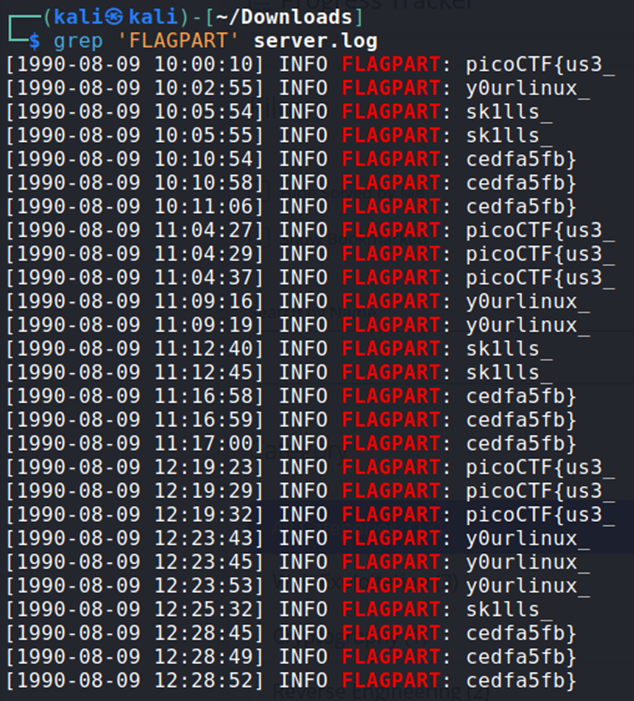 (kali㉿kali)-[~/Downloads]
$ grep 'FLAGPART' server.log
[1990-08-09 10:00:10] INFO FLAGPART: picoCTF{us3_
[1990-08-09 10:02:55] INFO FLAGPART: y0urlinux_
[1990-08-09 10:05:54] INFO FLAGPART: sk1lls_
[1990-08-09 10:05:55] INFO FLAGPART: sk1lls_
[1990-08-09 10:10:54] INFO FLAGPART: cedfa5fb}
[1990-08-09 10:10:58] INFO FLAGPART: cedfa5fb}
[1990-08-09 10:11:06] INFO FLAGPART: cedfa5fb}
[1990-08-09 11:04:27] INFO FLAGPART: picoCTF{us3_
[1990-08-09 11:04:29] INFO FLAGPART: picoCTF{us3_
[1990-08-09 11:04:37] INFO FLAGPART: picoCTF{us3_
[1990-08-09 11:09:16] INFO FLAGPART: y0urlinux_
[1990-08-09 11:09:19] INFO FLAGPART: y0urlinux_
[1990-08-09 11:12:40] INFO FLAGPART: sk1lls_
[1990-08-09 11:12:45] INFO FLAGPART: sk1lls_
[1990-08-09 11:16:58] INFO FLAGPART: cedfa5fb}
[1990-08-09 11:16:59] INFO FLAGPART: cedfa5fb}
[1990-08-09 11:17:00] INFO FLAGPART: cedfa5fb}
[1990-08-09 12:19:23] INFO FLAGPART: picoCTF{us3_
[1990-08-09 12:19:29] INFO FLAGPART: picoCTF{us3_
[1990-08-09 12:19:32] INFO FLAGPART: picoCTF{us3_
[1990-08-09 12:23:43] INFO FLAGPART: y0urlinux_
[1990-08-09 12:23:45] INFO FLAGPART: y0urlinux_
[1990-08-09 12:23:53] INFO FLAGPART: y0urlinux_
[1990-08-09 12:25:32] INFO FLAGPART: sk1lls_
[1990-08-09 12:28:45] INFO FLAGPART: cedfa5fb}
[1990-08-09 12:28:49] INFO FLAGPART: cedfa5fb}
[1990-08-09 12:28:52] INFO FLAGPART: cedfa5fb}